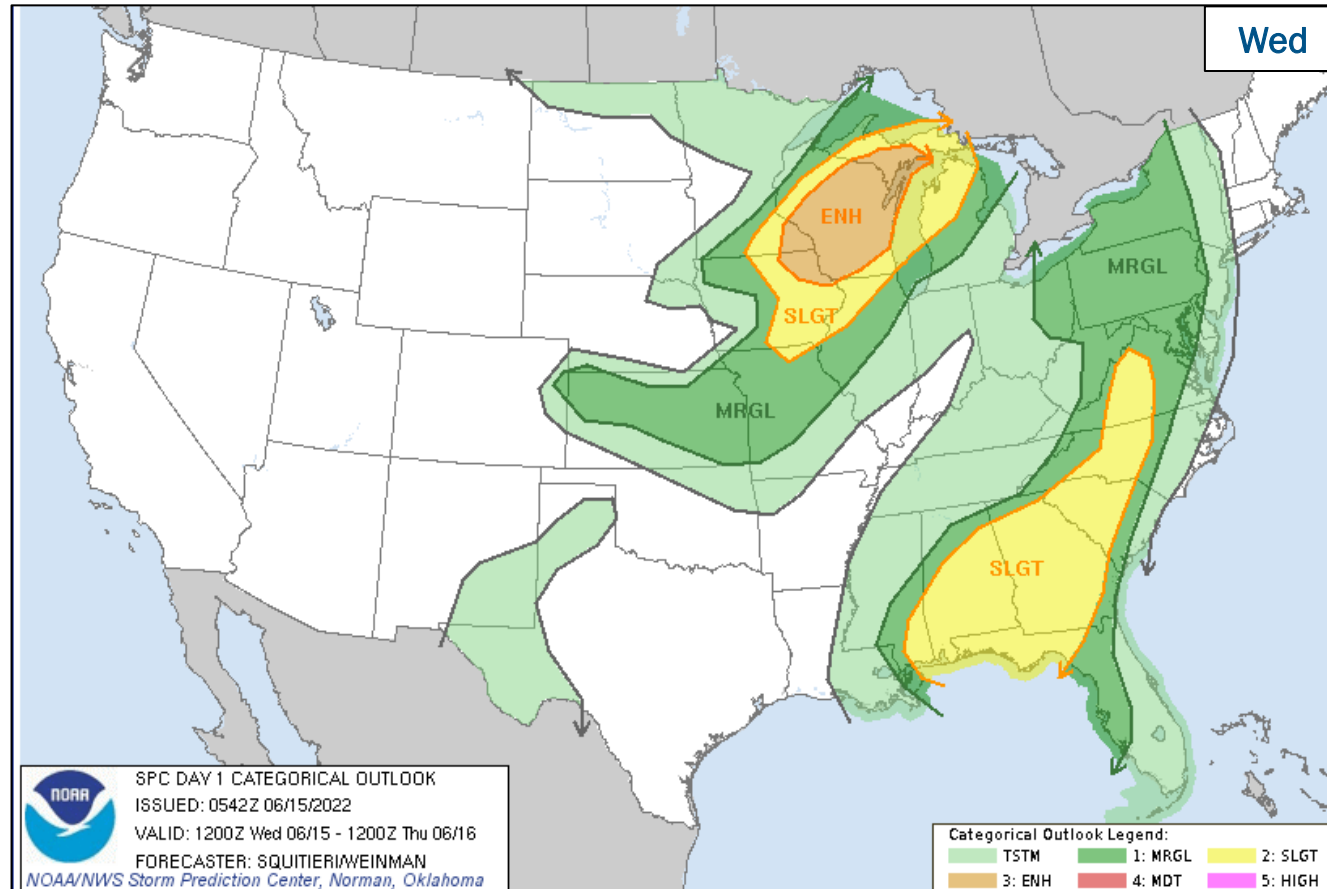 Wed
ENH
MRGL
SLGT
MRGL
SLGT
NOAA
SPC DAY 1 CATEGORICAL OUTLOOK
ISSUED: 0542Z 06/15/2022
VALID: 1200Z Wed 06/15 - 1200Z Thu 06/16
FORECASTER: SQUITIERI/WEINMAN
NOAA/NWS Storm Prediction Center, Norman, Oklahoma
Categorical Outlook Legend:
TSTM 1: MRGL 2: SLGT
3: ENH 4: MDT 5: HIGH